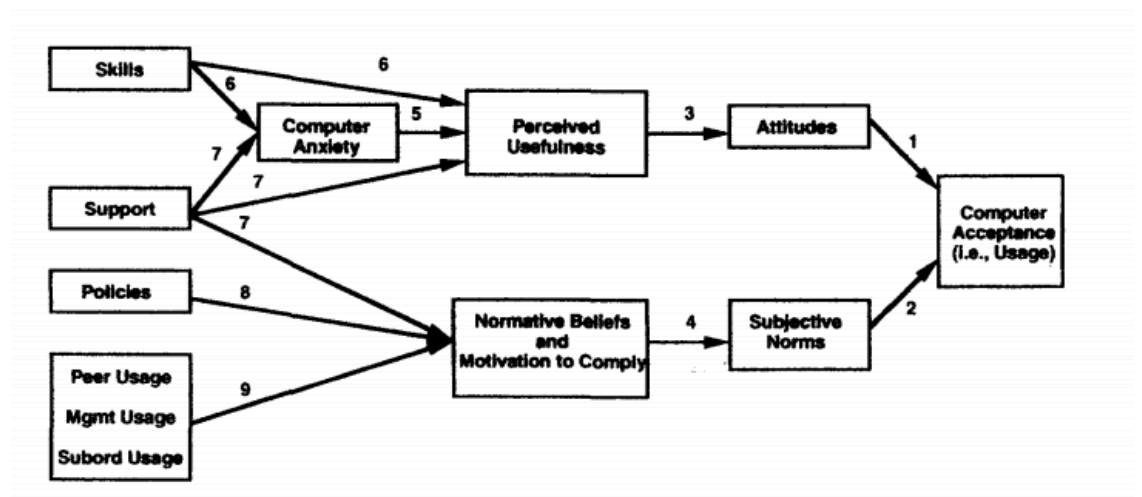 Skills
6
6
Computer
Anxiety
5
Perceived
Usefulness
3
Attitudes
1
7
7
Support
7
Computer
Acceptance
(i.e., Usage)
Policies
8
Normative Beliefs
and
Motivation to Comply
4
Subjective
Norms
2
Peer Usage
Mgmt Usage
Subord Usage
9